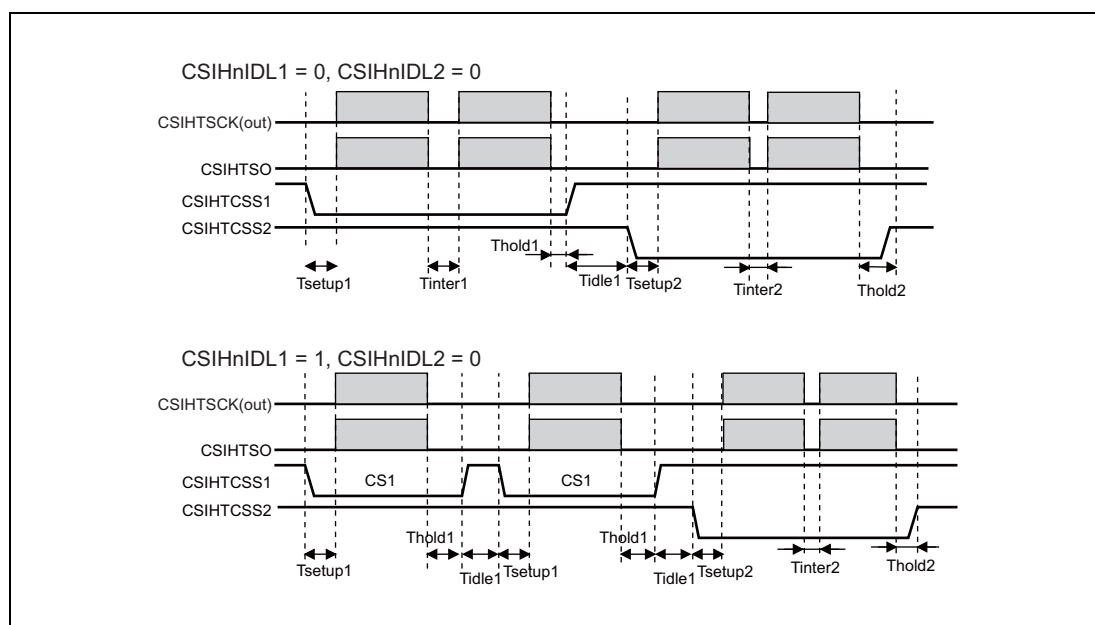 CSIHnIDL1 = 0, CSIHnIDL2 = 0
CSIHTSCK(out)
CSIHTSO
CSIHTCSS1
CSIHTCSS2
Thold1
Tsetup1
Tinter1
Tidle1
Tsetup2
Tinter2
Thold2
CSIHnIDL1 = 1, CSIHnIDL2 = 0
CSIHTSCK(out)
CSIHTSO
CSIHTCSS1
CS1
CS1
CSIHTCSS2
Thold1
Thold1
Tsetup1
Tidle1
Tsetup1
Tidle1
Tsetup2
Tinter2
Thold2